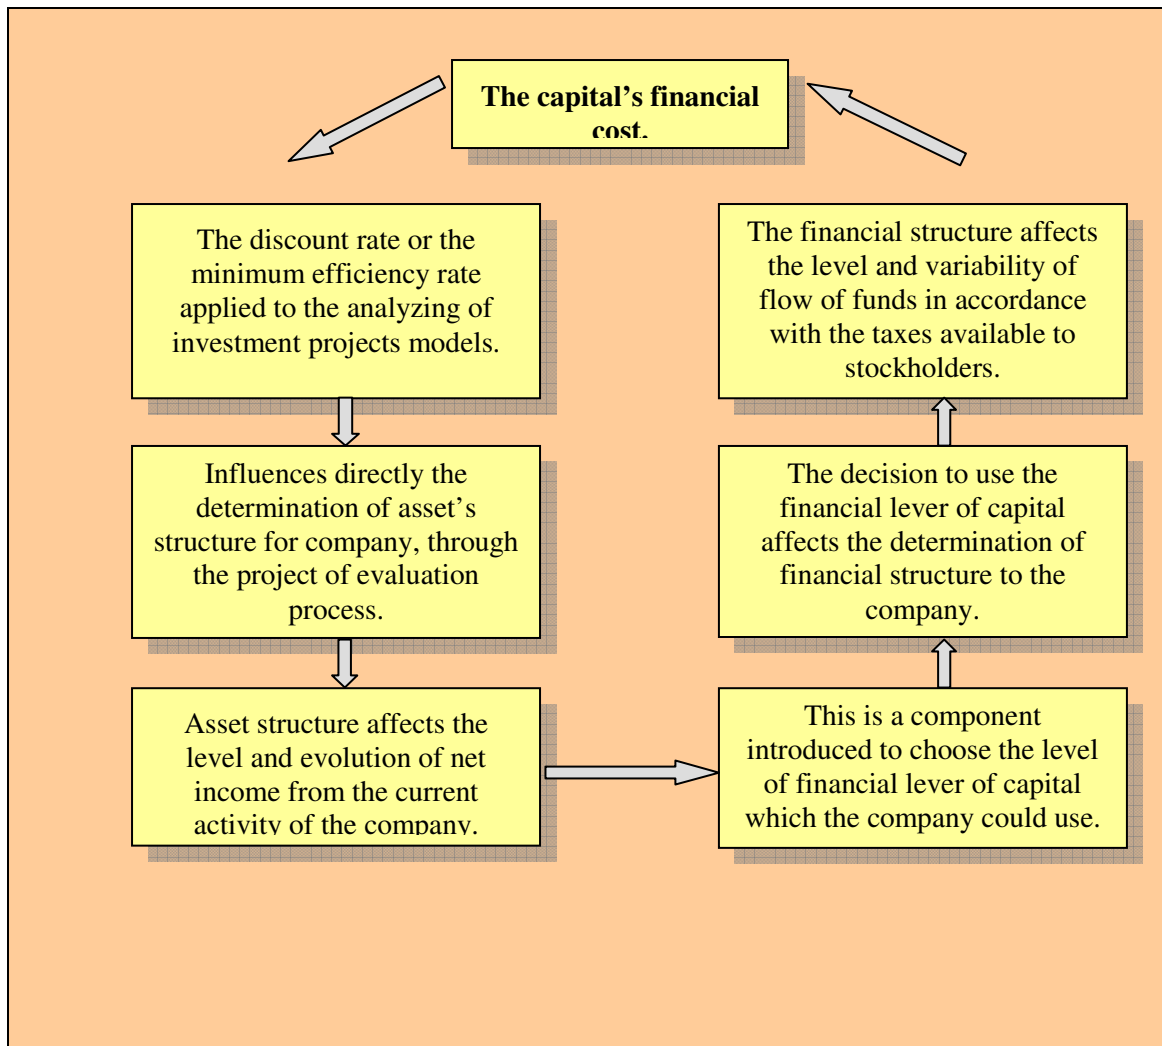 The capital’s financial
cost.
The discount rate or the
minimum efficiency rate
applied to the analyzing of
investment projects models.
Influences directly the
determination of asset’s
structure for company, through
the project of evaluation
process.
Asset structure affects the
level and evolution of net
income from the current
activity of the company.
The financial structure affects
the level and variability of
flow of funds in accordance
with the taxes available to
stockholders.
The decision to use the
financial lever of capital
affects the determination of
financial structure to the
company.
This is a component
introduced to choose the level
of financial lever of capital
which the company could use.